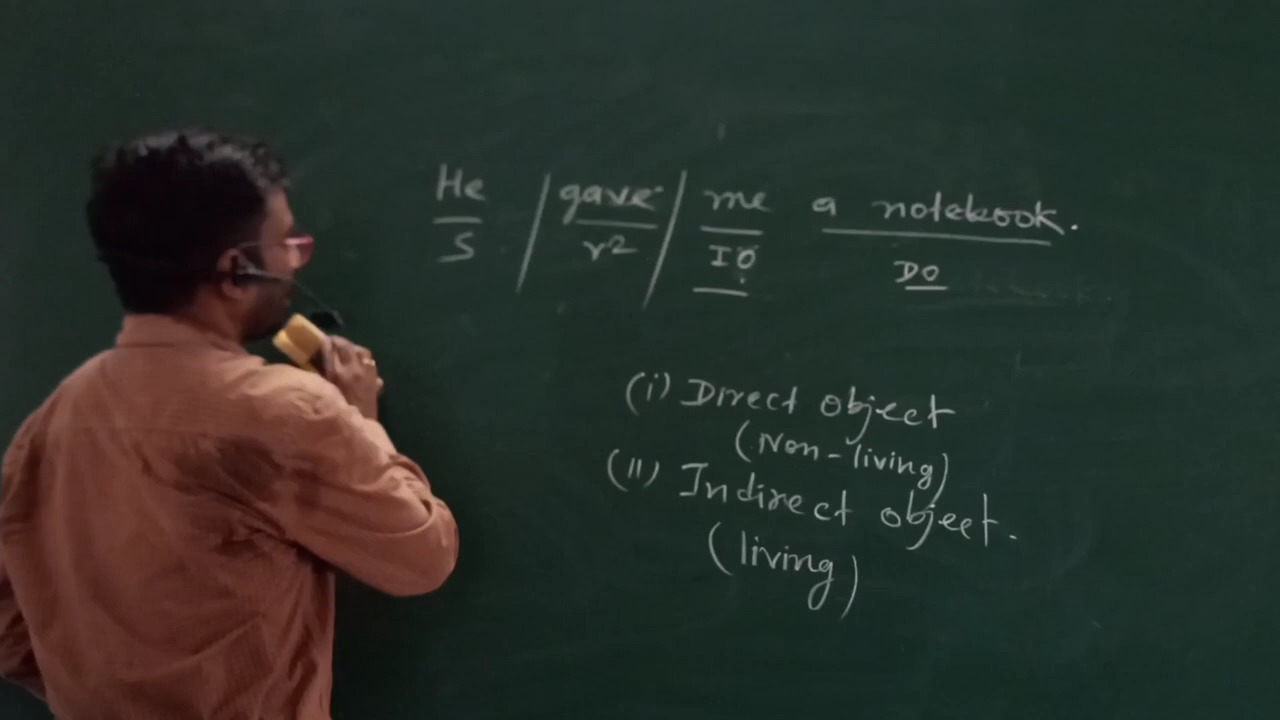 He / gave / me a notebook.
S v2 IO DO
(i) Direct object
(Non-living)
(II) Indirect object.
(living)